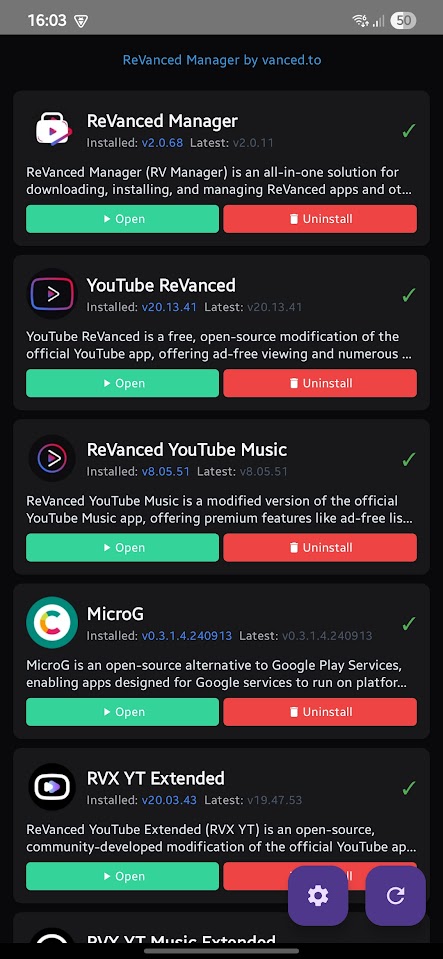 16:03
50
ReVanced Manager by vanced.to
ReVanced Manager
Installed: v2.0.68 Latest: v2.0.11
ReVanced Manager (RV Manager) is an all-in-one solution for
downloading, installing, and managing ReVanced apps and ot...
Open Uninstall
YouTube ReVanced
Installed: v20.13.41 Latest: v20.13.41
YouTube ReVanced is a free, open-source modification of the
official YouTube app, offering ad-free viewing and numerous ...
Open Uninstall
ReVanced YouTube Music
Installed: v8.05.51 Latest: v8.05.51
ReVanced YouTube Music is a modified version of the official
YouTube Music app, offering premium features like ad-free lis...
Open Uninstall
MicroG
Installed: v0.3.1.4.240913 Latest: v0.3.1.4.240913
MicroG is an open-source alternative to Google Play Services,
enabling apps designed for Google services to run on platfor...
Open Uninstall
RVX YT Extended
Installed: v20.03.43 Latest: v19.47.53
ReVanced YouTube Extended (RVX YT) is an open-source,
community-developed modification of the official YouTube ap...
Open
RVX YT Music Extended